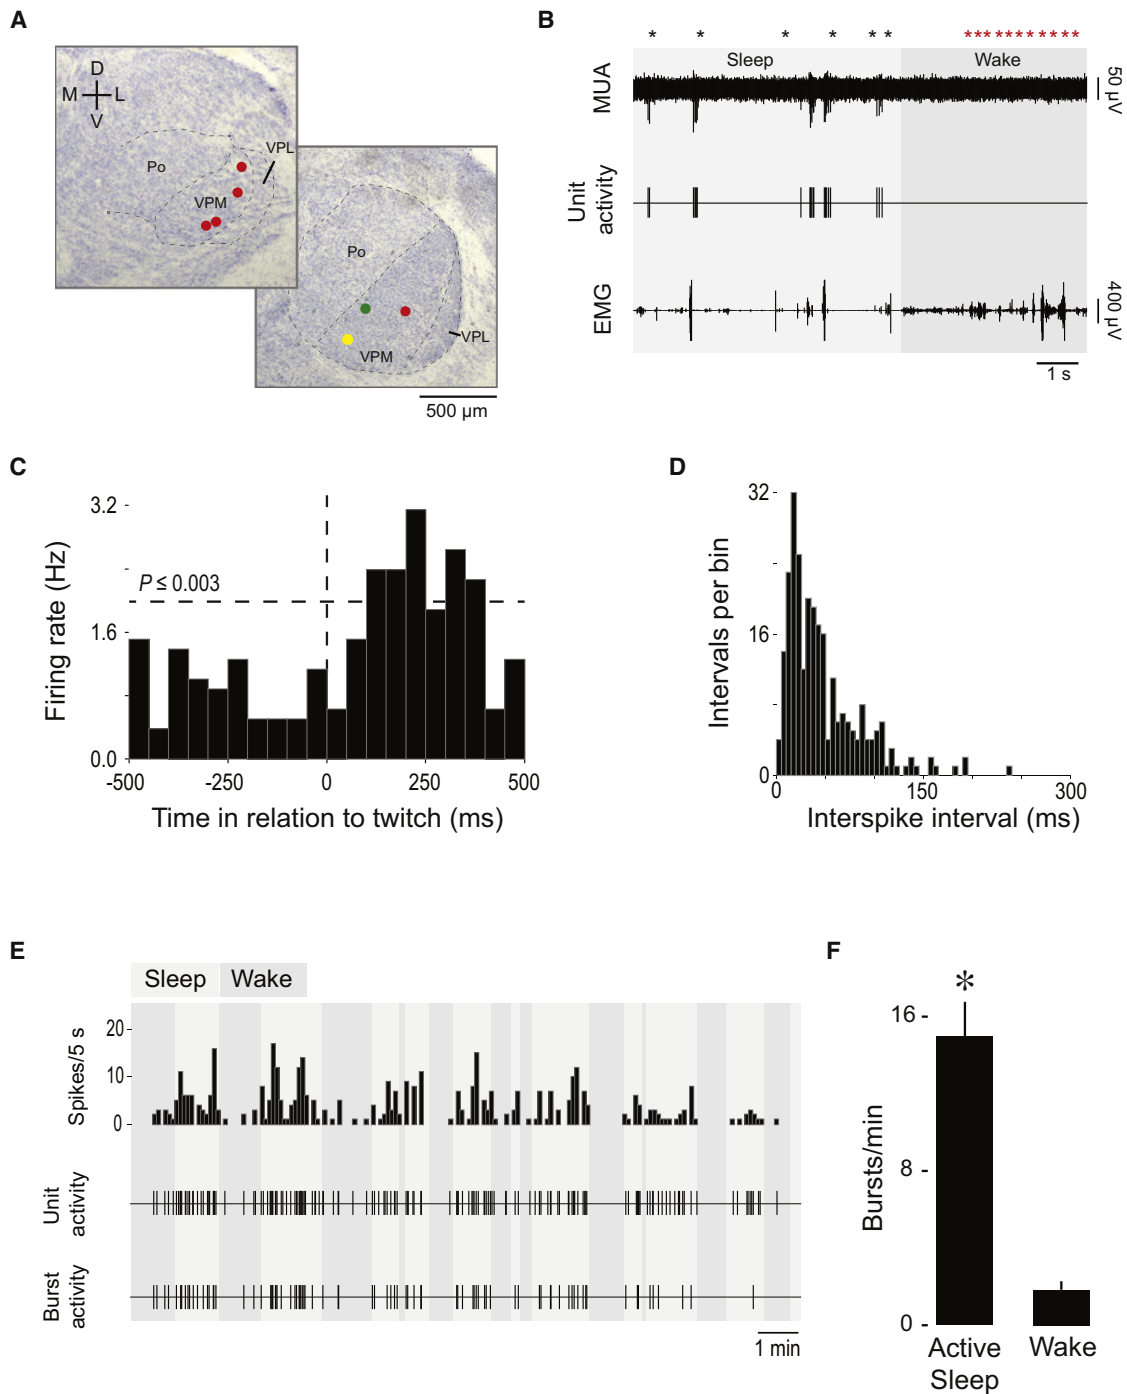 A
D
M L
V
Po
VPL
VPM
Po
VPL
VPM
500 µm
B
* * * * * * * * * * * * * * * * *
Sleep Wake
MUA
50 µV
Unit
activity
EMG
400 µV
1 s
C
Firing rate (Hz)
3.2
P ≤ 0.003
1.6
0.0
-500 -250 0 250 500
Time in relation to twitch (ms)
D
Intervals per bin
32
16
0
0 150 300
Interspike interval (ms)
E
Sleep Wake
Spikes/5 s
20
10
0
Unit
activity
Burst
activity
1 min
F
*
Bursts/min
16
8
0
Active
Sleep
Wake